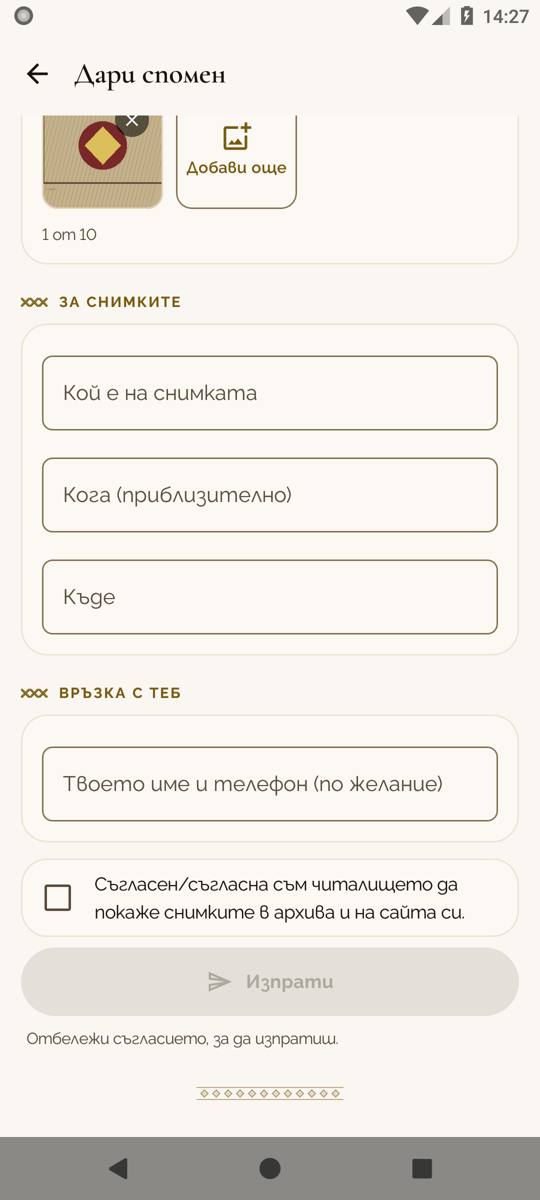 14:27
Дари спомен
Добави още
1 от 10
ЗА СНИМКИТЕ
Кой е на снимката
Кога (приблизително)
Къде
ВРЪЗКА С ТЕБ
Твоето име и телефон (по желание)
Съгласен/съгласна съм читалището да
покаже снимките в архива и на сайта си.
Изпрати
Отбележи съгласието, за да изпратиш.